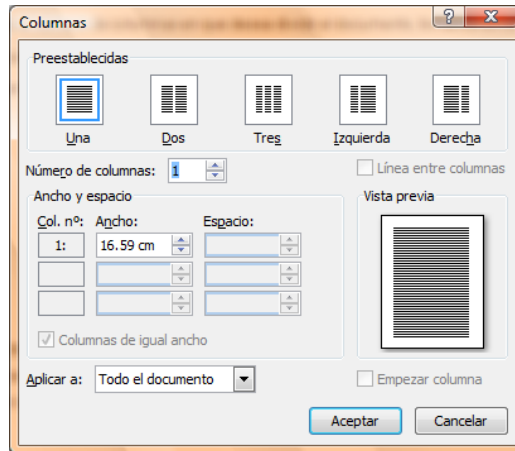 Columnas
Preestablecidas
Una Dos Tres Izquierda Derecha
Número de columnas: 1
Línea entre columnas
Ancho y espacio
Vista previa
Col. nº: Ancho: Espacio:
1: 16.59 cm
Columnas de igual ancho
Aplicar a: Todo el documento
Empezar columna
Aceptar Cancelar